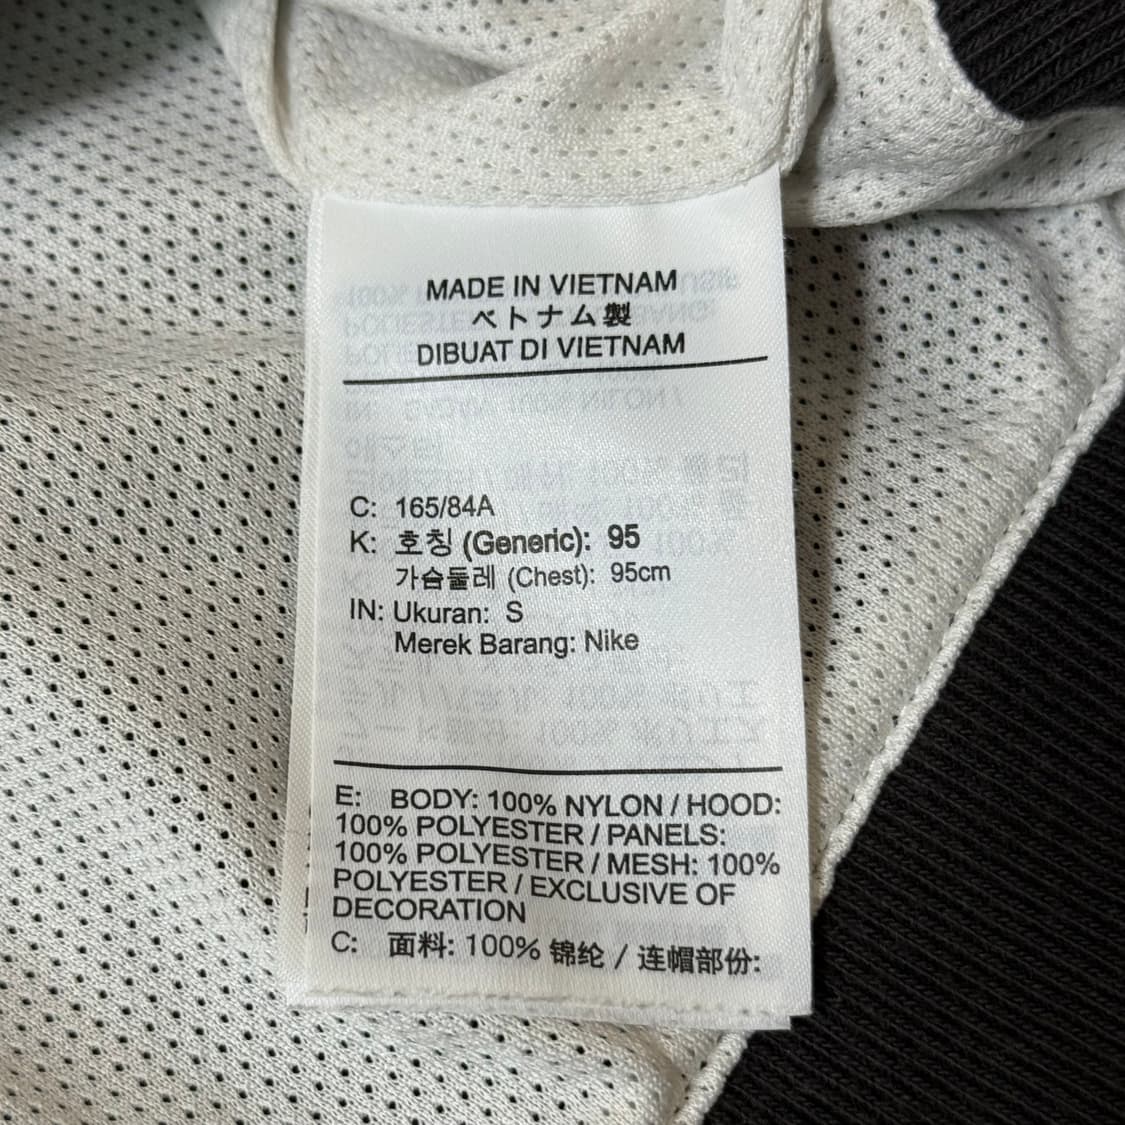 MADE IN VIETNAM
ベトナム製
DIBUAT DI VIETNAM
C: 165/84A
K: 호칭 (Generic): 95
가슴둘레 (Chest): 95cm
IN: Ukuran: S
Merek Barang: Nike
E: BODY: 100% NYLON / HOOD:
100% POLYESTER / PANELS:
100% POLYESTER / MESH: 100%
POLYESTER / EXCLUSIVE OF
DECORATION
C: 面料: 100% 锦纶 / 连帽部份: